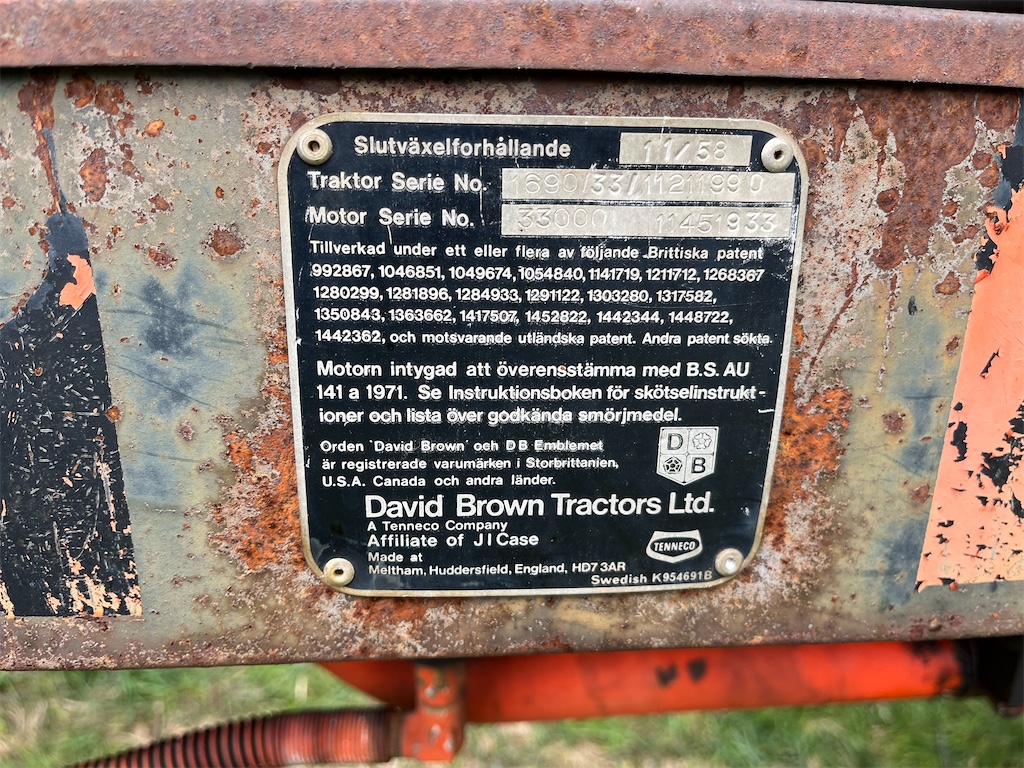 Slutväxelförhållande 11/58
Traktor Serie No. 1690/33/11211990
Motor Serie No. 33000 11451933
Tillverkad under ett eller flera av följande Brittiska patent
992867, 1046851, 1049674, 1054840, 1141719, 1211712, 1268367
1280299, 1281896, 1284933, 1291122, 1303280, 1317582,
1350843, 1363662, 1417507, 1452822, 1442344, 1448722,
1442362, och motsvarande utländska patent. Andra patent sökta.
Motorn intygad att överensstämma med B.S. AU
141 a 1971. Se Instruktionsboken för skötselinstrukt-
ioner och lista över godkända smörjmedel.
Orden 'David Brown' och DB Emblemet
är registrerade varumärken i Storbrittanien,
U.S.A. Canada och andra länder.
D
B
David Brown Tractors Ltd.
A Tenneco Company
Affiliate of J I Case
TENNECO
Made at
Meltham, Huddersfield, England, HD7 3AR
Swedish K954691B